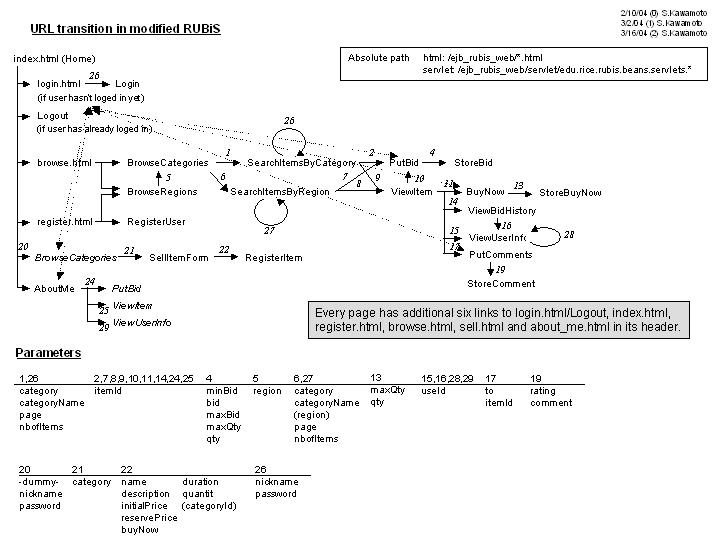 2/10/04 (0) S.Kawamoto
3/2/04 (1) S.Kawamoto
3/16/04 (2) S.Kawamoto
URL transition in modified RUBiS
index.html (Home)
Absolute path html: /ejb_rubis_web/*.html
servlet: /ejb_rubis_web/servlet/edu.rice.rubis.beans.servlets.*
login.html 26 Login
(if user hasn't loged in yet)
Logout
(if user has already loged in)
26
browse.html BrowseCategories 1 SearchItemsByCategory 2 PutBid 4 StoreBid
5 6 7 8 9 10
BrowseRegions SearchItemsByRegion ViewItem 11 BuyNow 13 StoreBuyNow
14 ViewBidHistory
register.html RegisterUser
27
15 16 ViewUserInfo 28
17 PutComments
20 BrowseCategories 21 SellItemForm 22 RegisterItem
19
StoreComment
AboutMe 24 PutBid
25 ViewItem
29 ViewUserInfo
Every page has additional six links to login.html/Logout, index.html,
register.html, browse.html, sell.html and about_me.html in its header.
Parameters
1,26 2,7,8,9,10,11,14,24,25 4 5 6,27 13 15,16,28,29 17 19
category itemId minBid region category maxQty useId to rating
categoryName bid categoryName qty itemId comment
page maxBid (region)
nbofItems maxQty page
qty nbofItems
20 21 22 26
-dummy- category name duration nickname
nickname description quantit password
password initialPrice (categoryId)
reservePrice
buyNow